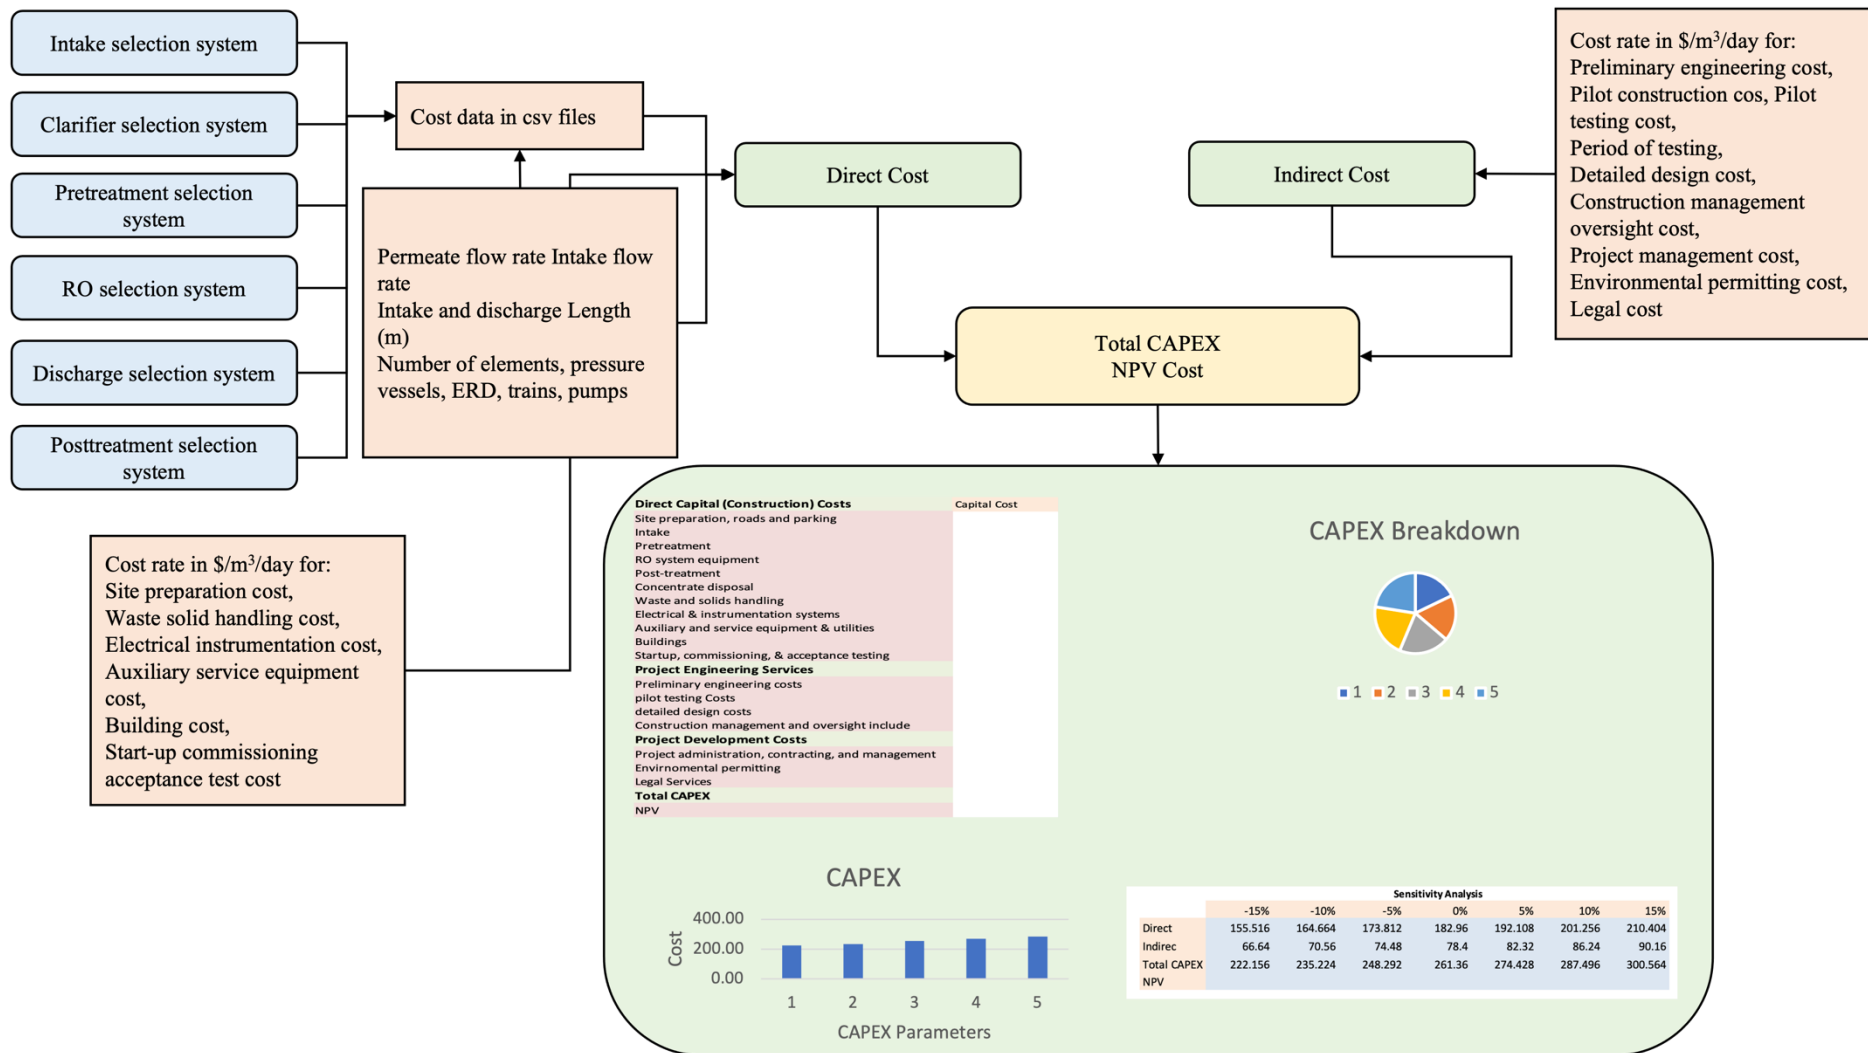 Intake selection system
Clarifier selection system
Pretreatment selection
system
RO selection system
Discharge selection system
Posttreatment selection
system
Cost data in csv files
Permeate flow rate Intake flow
rate
Intake and discharge Length
(m)
Number of elements, pressure
vessels, ERD, trains, pumps
Cost rate in $/m³/day for:
Site preparation cost,
Waste solid handling cost,
Electrical instrumentation cost,
Auxiliary service equipment
cost,
Building cost,
Start-up commissioning
acceptance test cost
Direct Cost
Indirect Cost
Cost rate in $/m³/day for:
Preliminary engineering cost,
Pilot construction cos, Pilot
testing cost,
Period of testing,
Detailed design cost,
Construction management
oversight cost,
Project management cost,
Environmental permitting cost,
Legal cost
Total CAPEX
NPV Cost
Direct Capital (Construction) Costs Capital Cost
Site preparation, roads and parking
Intake
Pretreatment
RO system equipment
Post-treatment
Concentrate disposal
Waste and solids handling
Electrical & instrumentation systems
Auxiliary and service equipment & utilities
Buildings
Startup, commissioning, & acceptance testing
Project Engineering Services
Preliminary engineering costs
pilot testing Costs
detailed design costs
Construction management and oversight include
Project Development Costs
Project administration, contracting, and management
Envirnomental permitting
Legal Services
Total CAPEX
NPV
CAPEX Breakdown
1 2 3 4 5
CAPEX
400.00
200.00
0.00
Cost
1 2 3 4 5
CAPEX Parameters
Sensitivity Analysis
-15% -10% -5% 0% 5% 10% 15%
Direct 155.516 164.664 173.812 182.96 192.108 201.256 210.404
Indirec 66.64 70.56 74.48 78.4 82.32 86.24 90.16
Total CAPEX 222.156 235.224 248.292 261.36 274.428 287.496 300.564
NPV